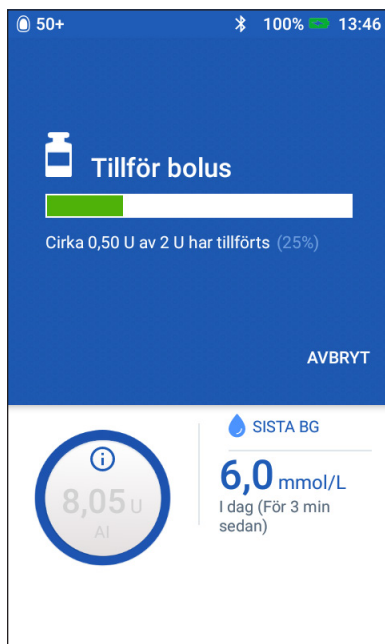 50+ 100% 13:46
Tillför bolus
Cirka 0,50 U av 2 U har tillförts (25%)
AVBRYT
SISTA BG
6,0 mmol/L
I dag (För 3 min
sedan)
8,05 U
AI